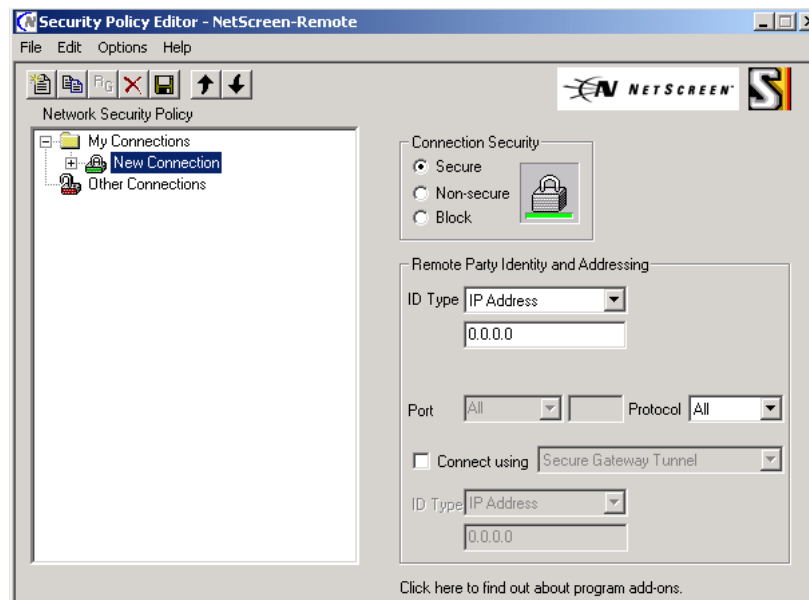 Security Policy Editor - NetScreen-Remote
File Edit Options Help
NETSCREEN
Network Security Policy
My Connections
New Connection
Other Connections
Connection Security
Secure
Non-secure
Block
Remote Party Identity and Addressing
ID Type IP Address
0.0.0.0
Port All Protocol All
Connect using Secure Gateway Tunnel
ID Type IP Address
0.0.0.0
Click here to find out about program add-ons.